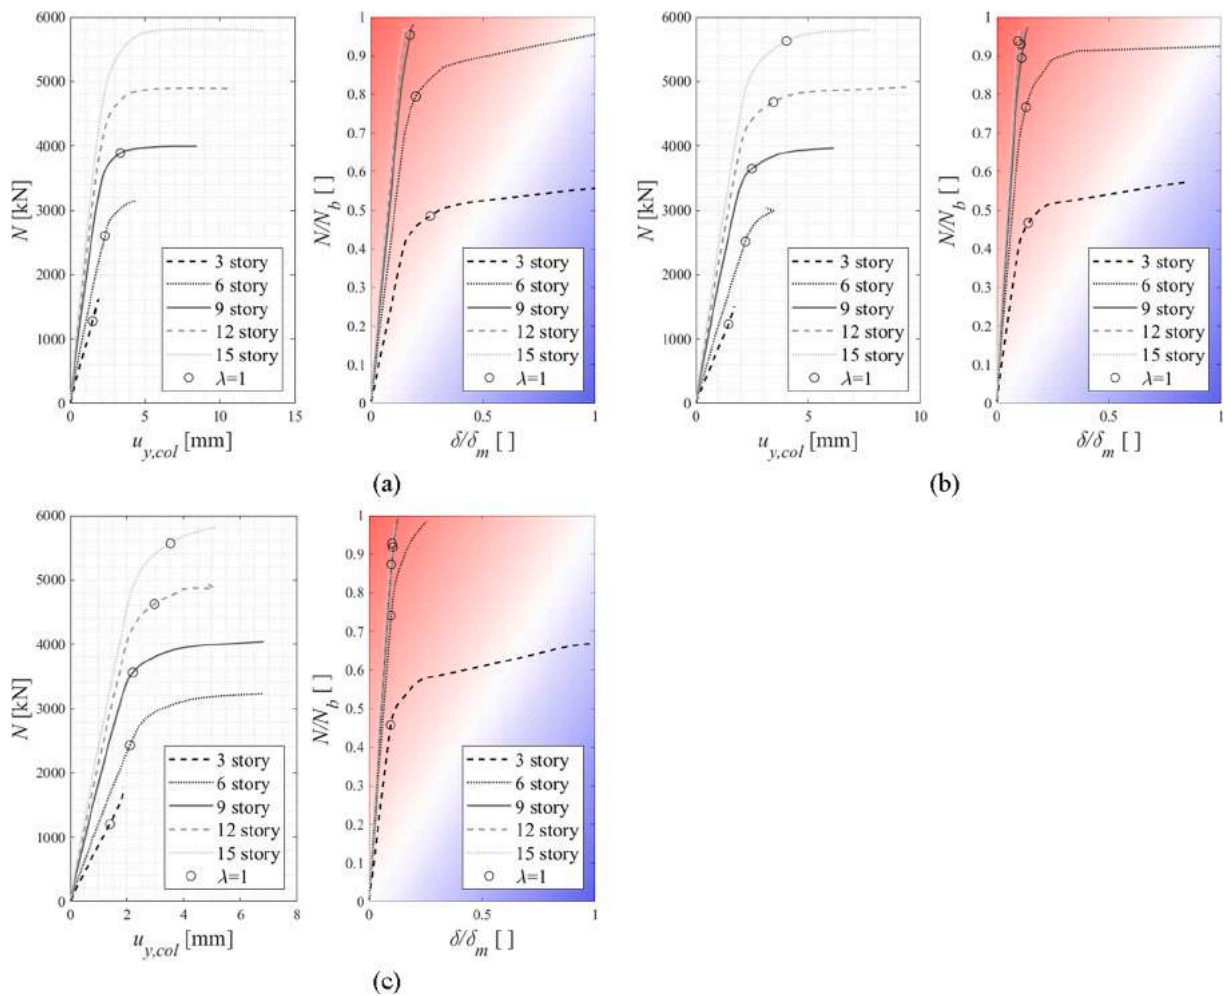 6000
5000
4000
3000
2000
1000
0
N [kN]
0 5 10 15
u_y,col [mm]
3 story
6 story
9 story
12 story
15 story
λ=1
1
0.9
0.8
0.7
0.6
0.5
0.4
0.3
0.2
0.1
0
N/N_b [ ]
0 0.5 1
δ/δ_m [ ]
3 story
6 story
9 story
12 story
15 story
λ=1
(a)
6000
5000
4000
3000
2000
1000
0
N [kN]
0 5 10
u_y,col [mm]
3 story
6 story
9 story
12 story
15 story
λ=1
1
0.9
0.8
0.7
0.6
0.5
0.4
0.3
0.2
0.1
0
N/N_b [ ]
0 0.5 1
δ/δ_m [ ]
3 story
6 story
9 story
12 story
15 story
λ=1
(b)
6000
5000
4000
3000
2000
1000
0
N [kN]
0 2 4 6 8
u_y,col [mm]
3 story
6 story
9 story
12 story
15 story
λ=1
1
0.9
0.8
0.7
0.6
0.5
0.4
0.3
0.2
0.1
0
N/N_b [ ]
0 0.5 1
δ/δ_m [ ]
3 story
6 story
9 story
12 story
15 story
λ=1
(c)